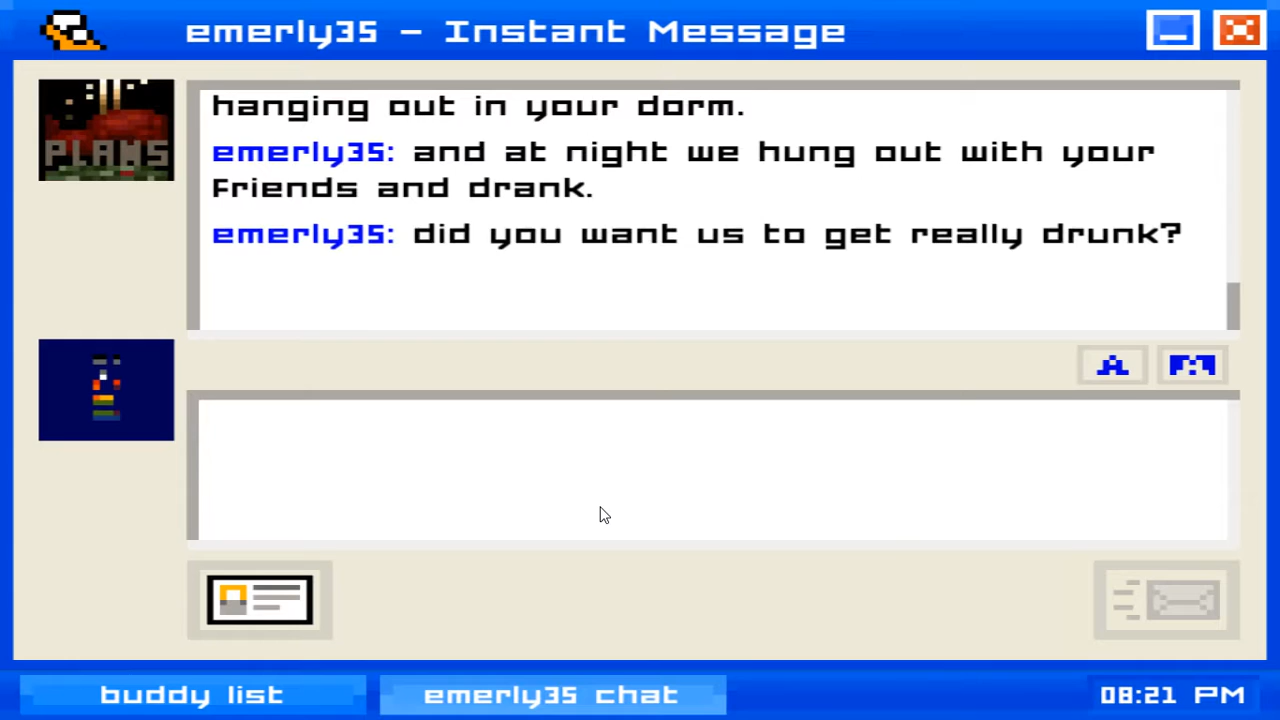 emerly35 - Instant Message
hanging out in your dorm.
emerly35: and at night we hung out with your
friends and drank.
emerly35: did you want us to get really drunk?
PLANS
A
buddy list
emerly35 chat
08:21 PM